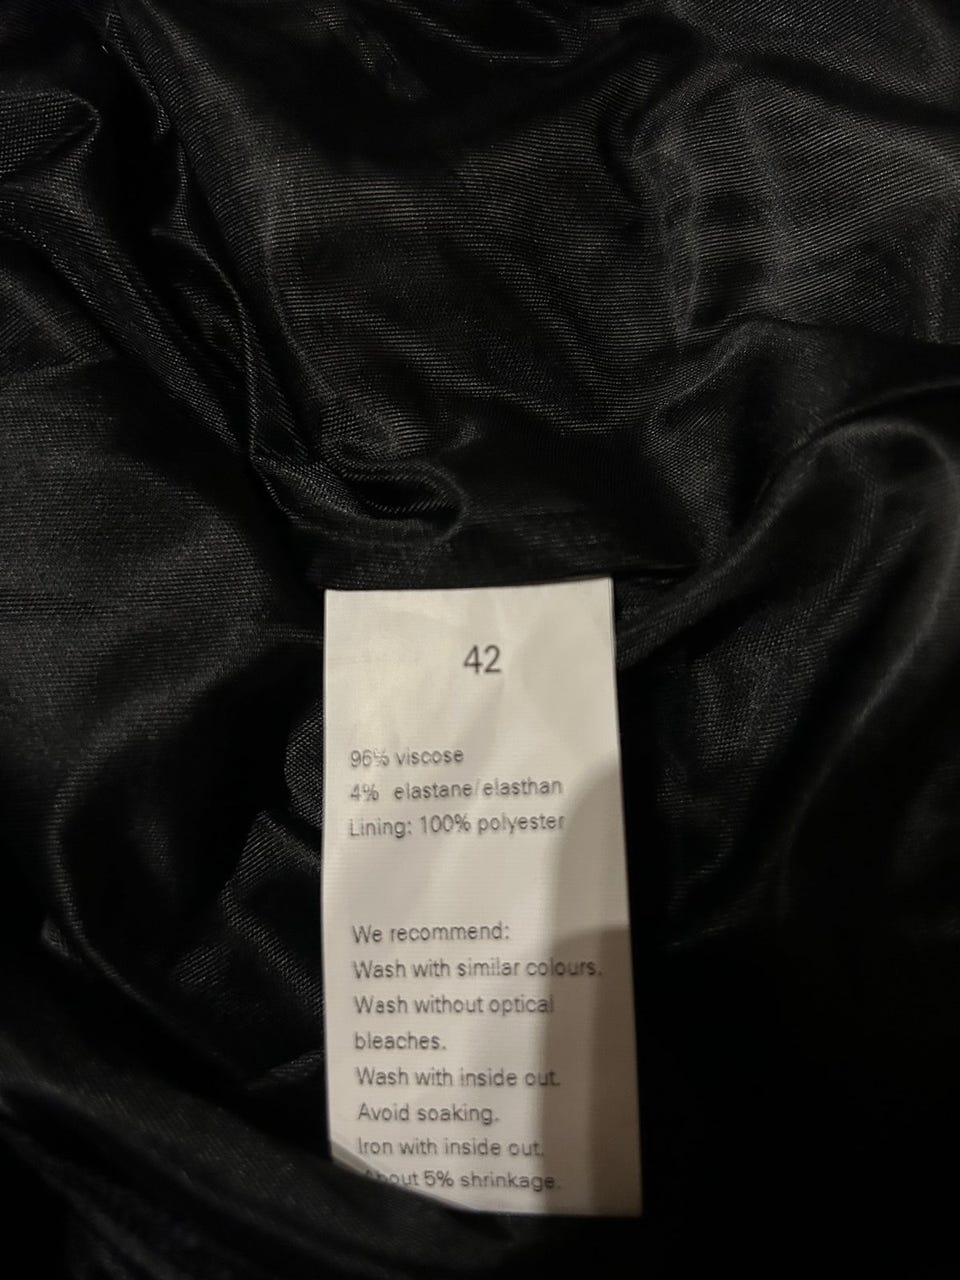 42
96% viscose
4% elastane/elasthan
Lining: 100% polyester
We recommend:
Wash with similar colours.
Wash without optical
bleaches.
Wash with inside out.
Avoid soaking.
Iron with inside out.
About 5% shrinkage.